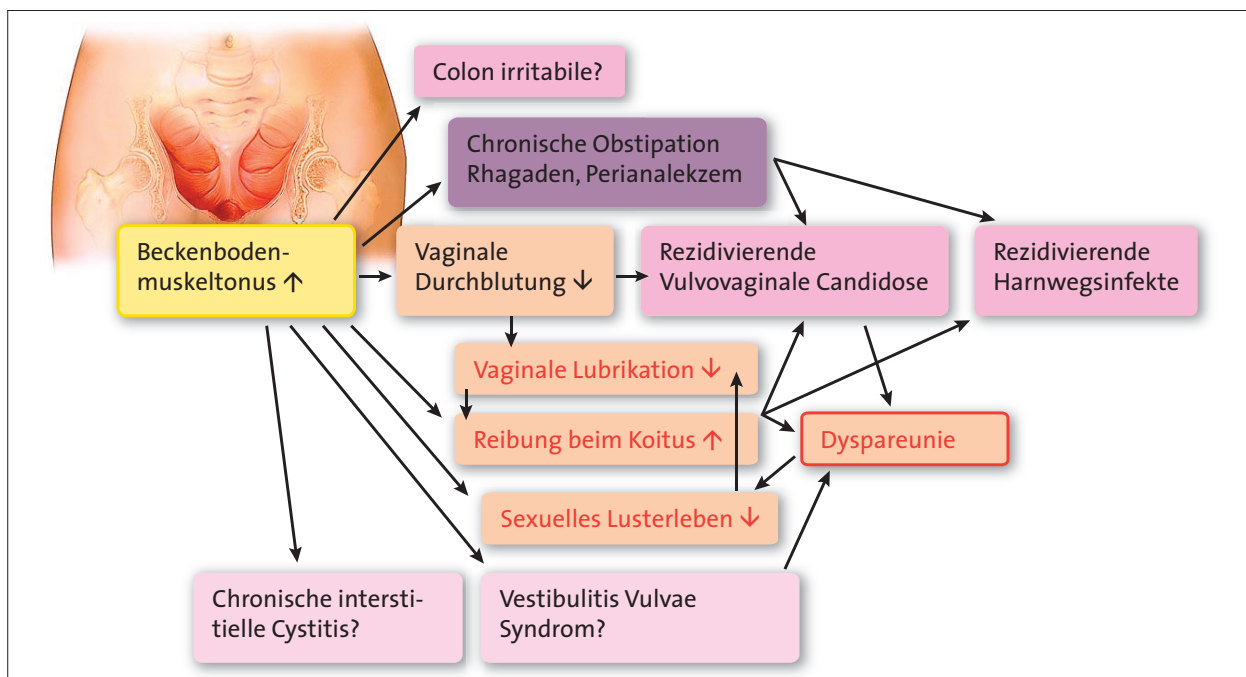 Colon irritabile?
Chronische Obstipation
Rhagaden, Perianalekzem
Beckenboden-
muskeltonus ↑
Vaginale
Durchblutung ↓
Rezidivierende
Vulvovaginale Candidose
Rezidivierende
Harnwegsinfekte
Vaginale Lubrikation ↓
Reibung beim Koitus ↑
Dyspareunie
Sexuelles Lusterleben ↓
Chronische intersti-
tielle Cystitis?
Vestibulitis Vulvae
Syndrom?